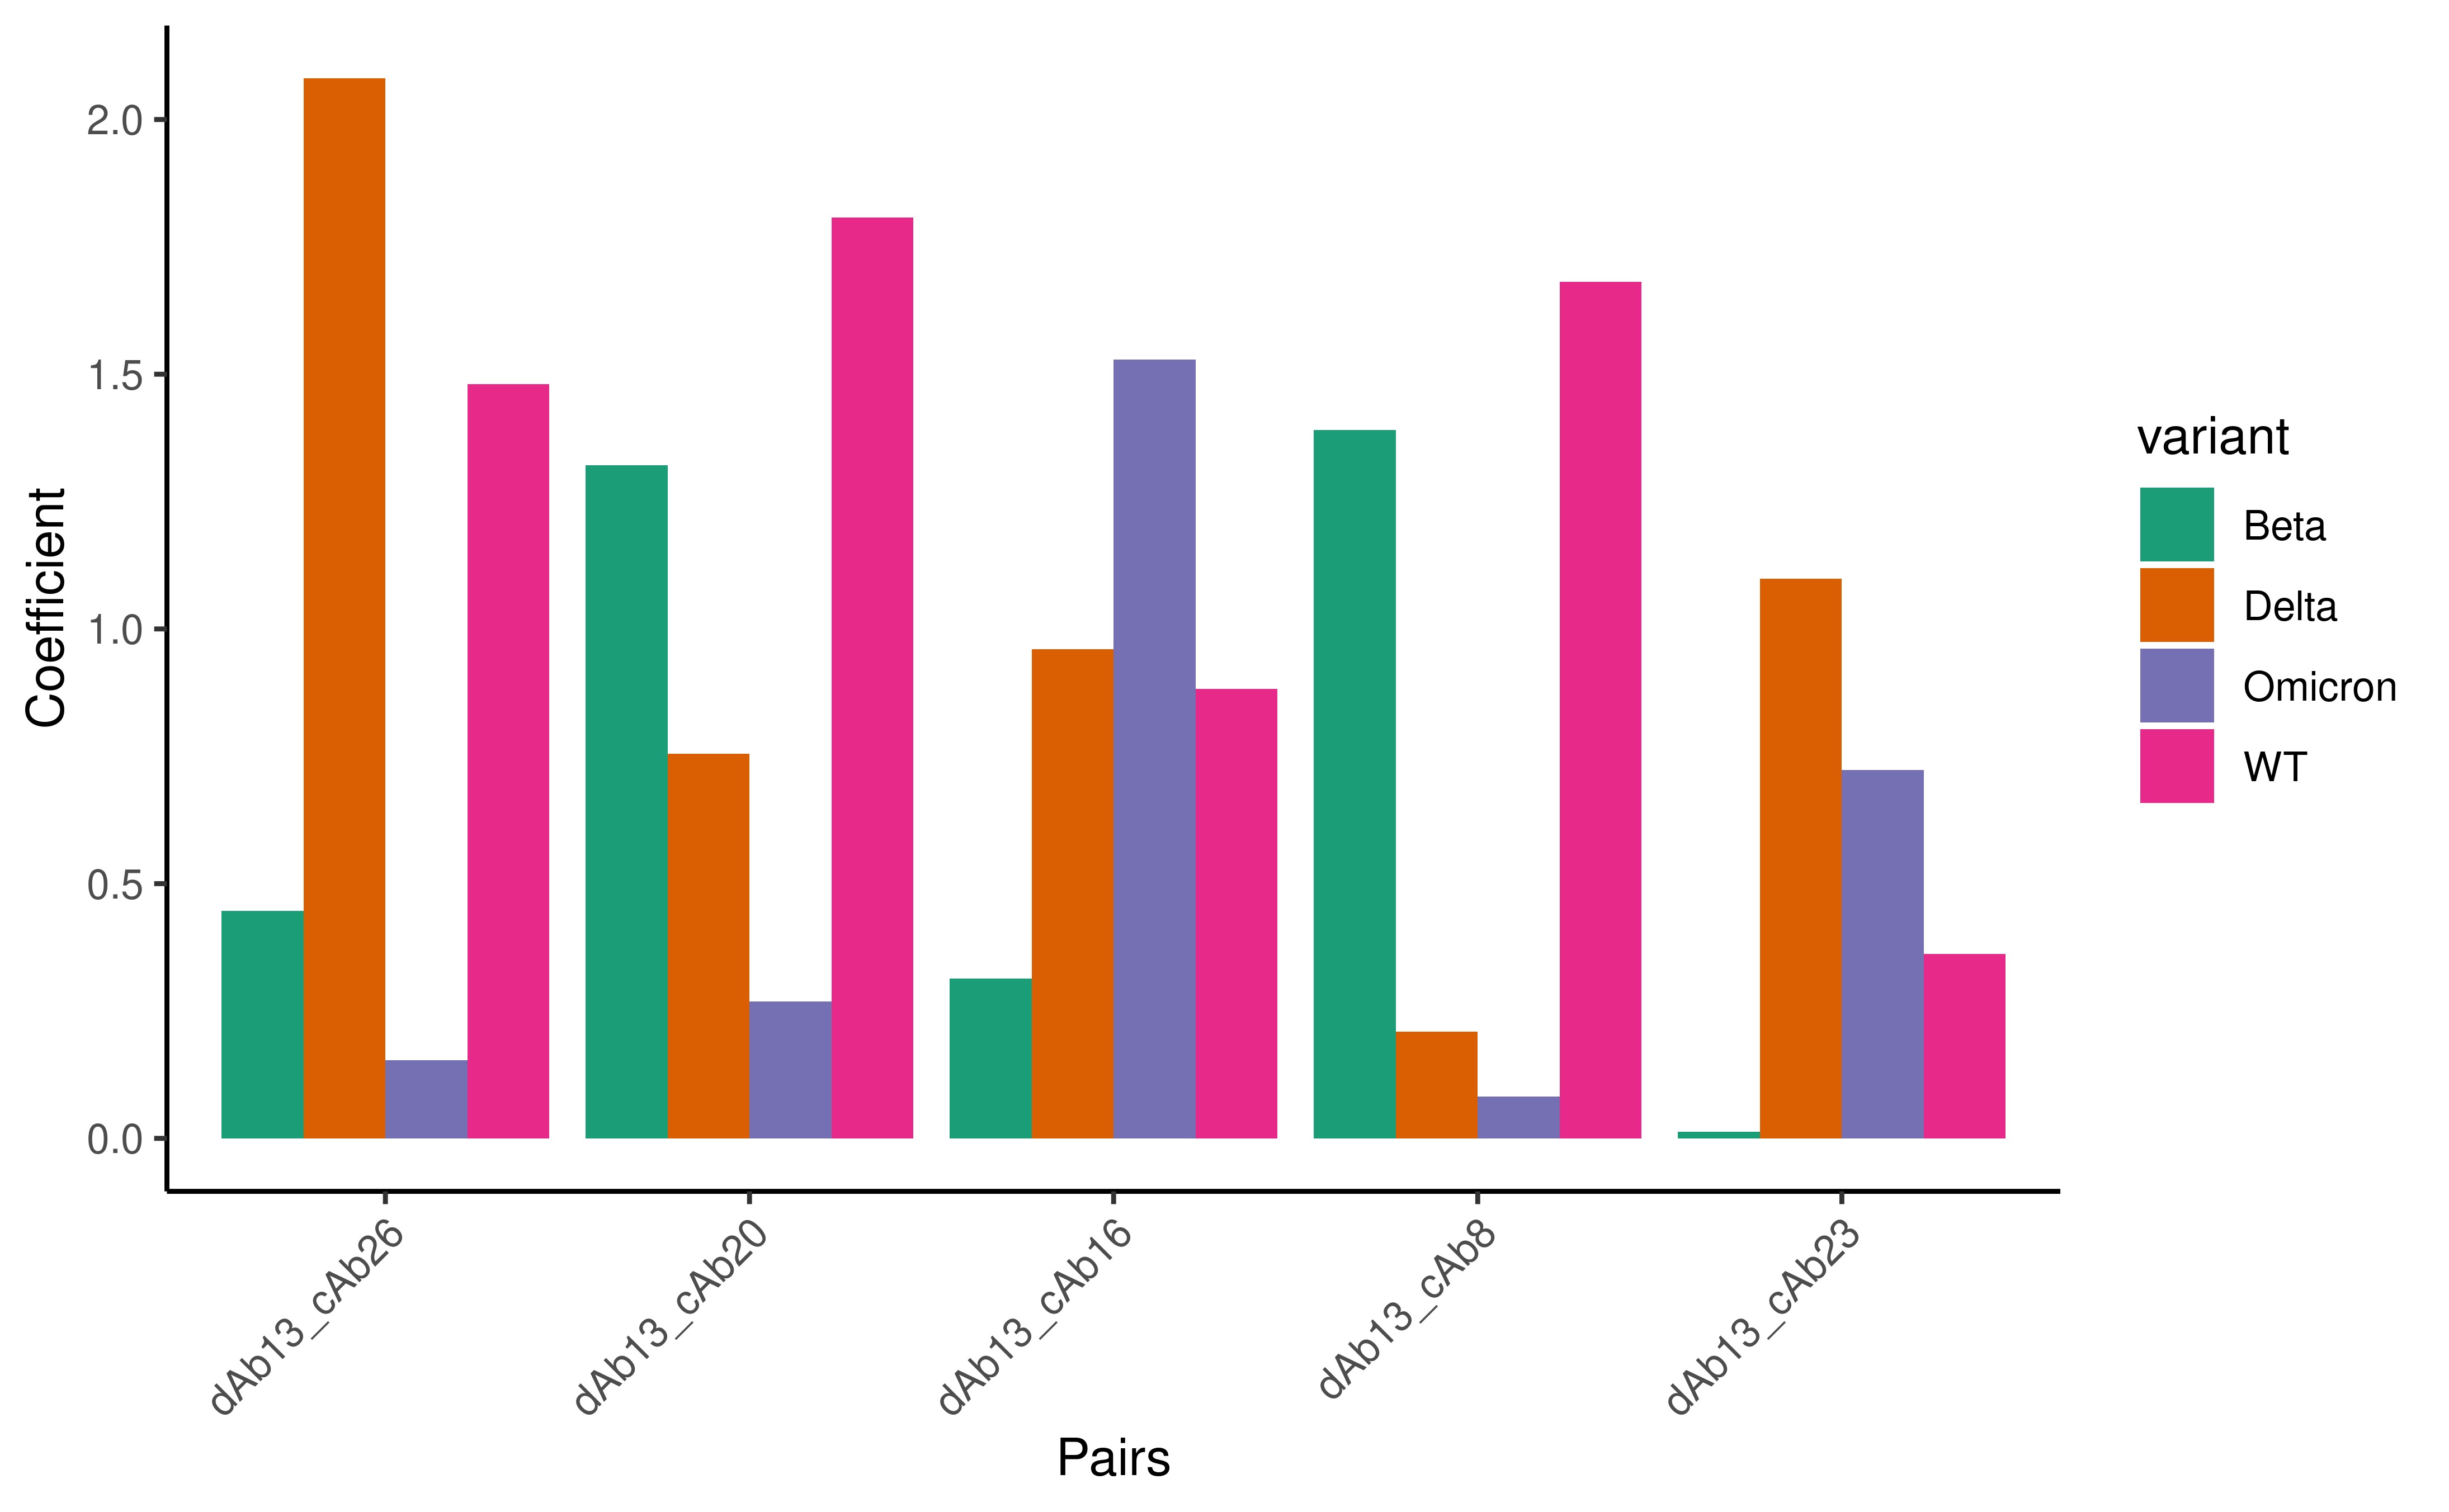 Coefficient
2.0
1.5
1.0
0.5
0.0
dAb13_cAb26
dAb13_cAb20
dAb13_cAb16
dAb13_cAb8
dAb13_cAb23
Pairs
variant
Beta
Delta
Omicron
WT